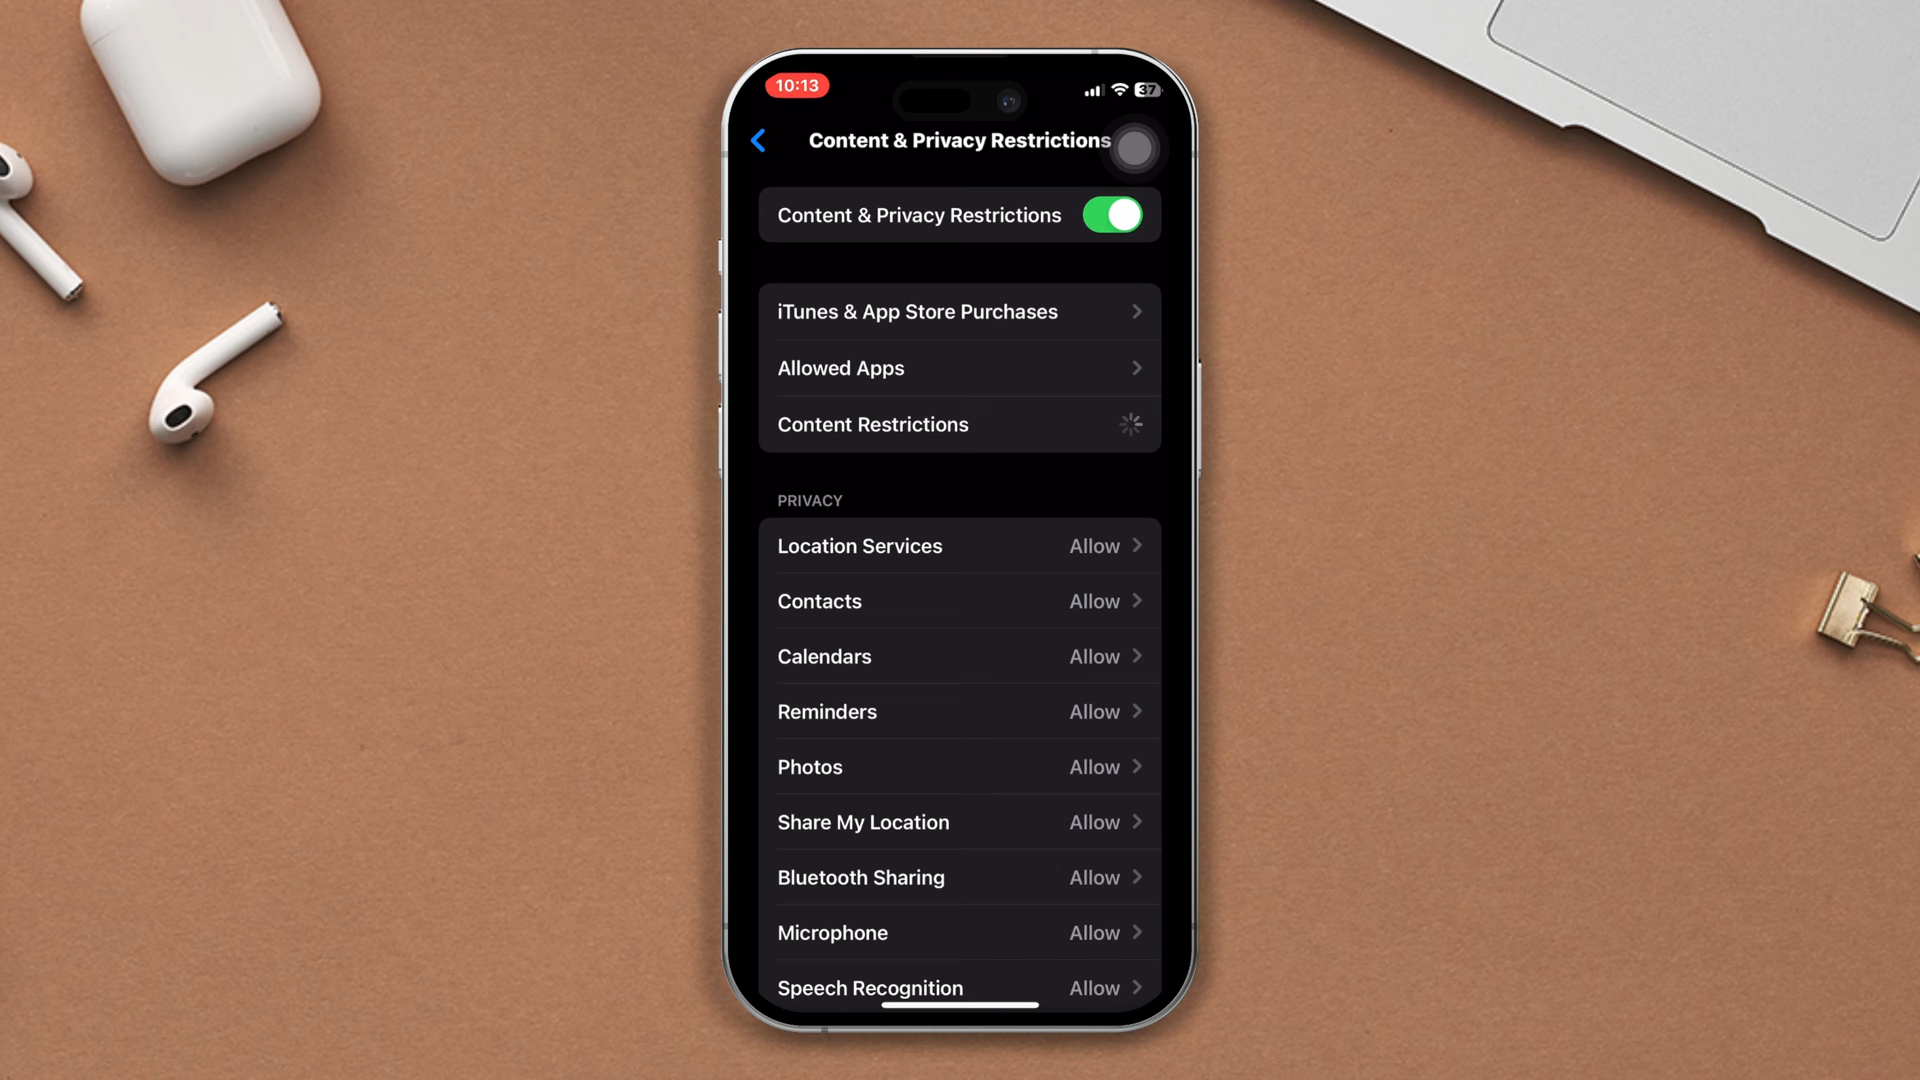 10:13
37
Content & Privacy Restrictions
Content & Privacy Restrictions
iTunes & App Store Purchases
Allowed Apps
Content Restrictions
PRIVACY
Location Services Allow
Contacts Allow
Calendars Allow
Reminders Allow
Photos Allow
Share My Location Allow
Bluetooth Sharing Allow
Microphone Allow
Speech Recognition Allow